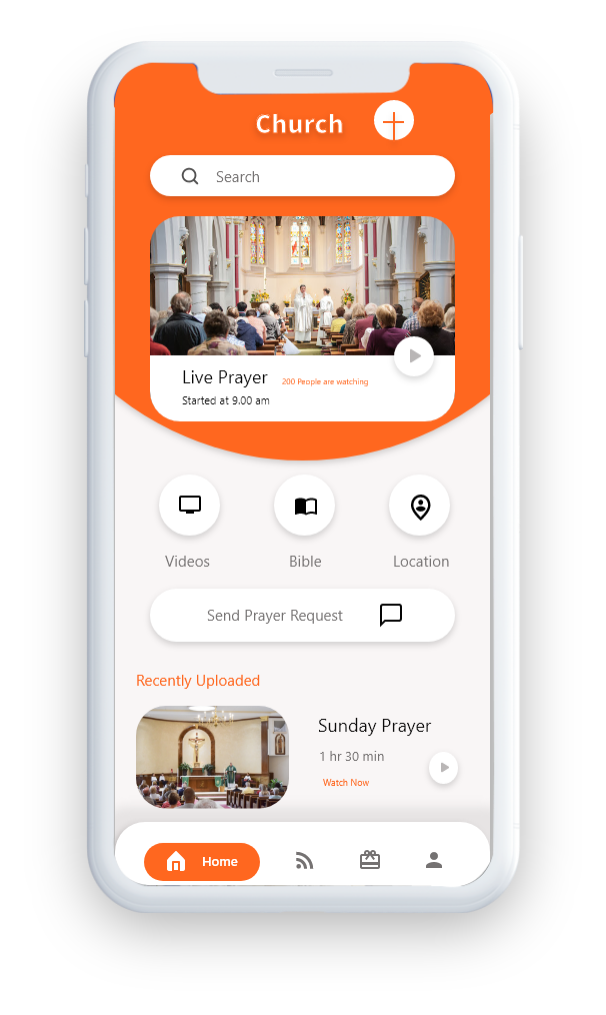 Church
Search
Live Prayer
200 People are watching
Started at 9.00 am
Videos
Bible
Location
Send Prayer Request
Recently Uploaded
Sunday Prayer
1 hr 30 min
Watch Now
Home